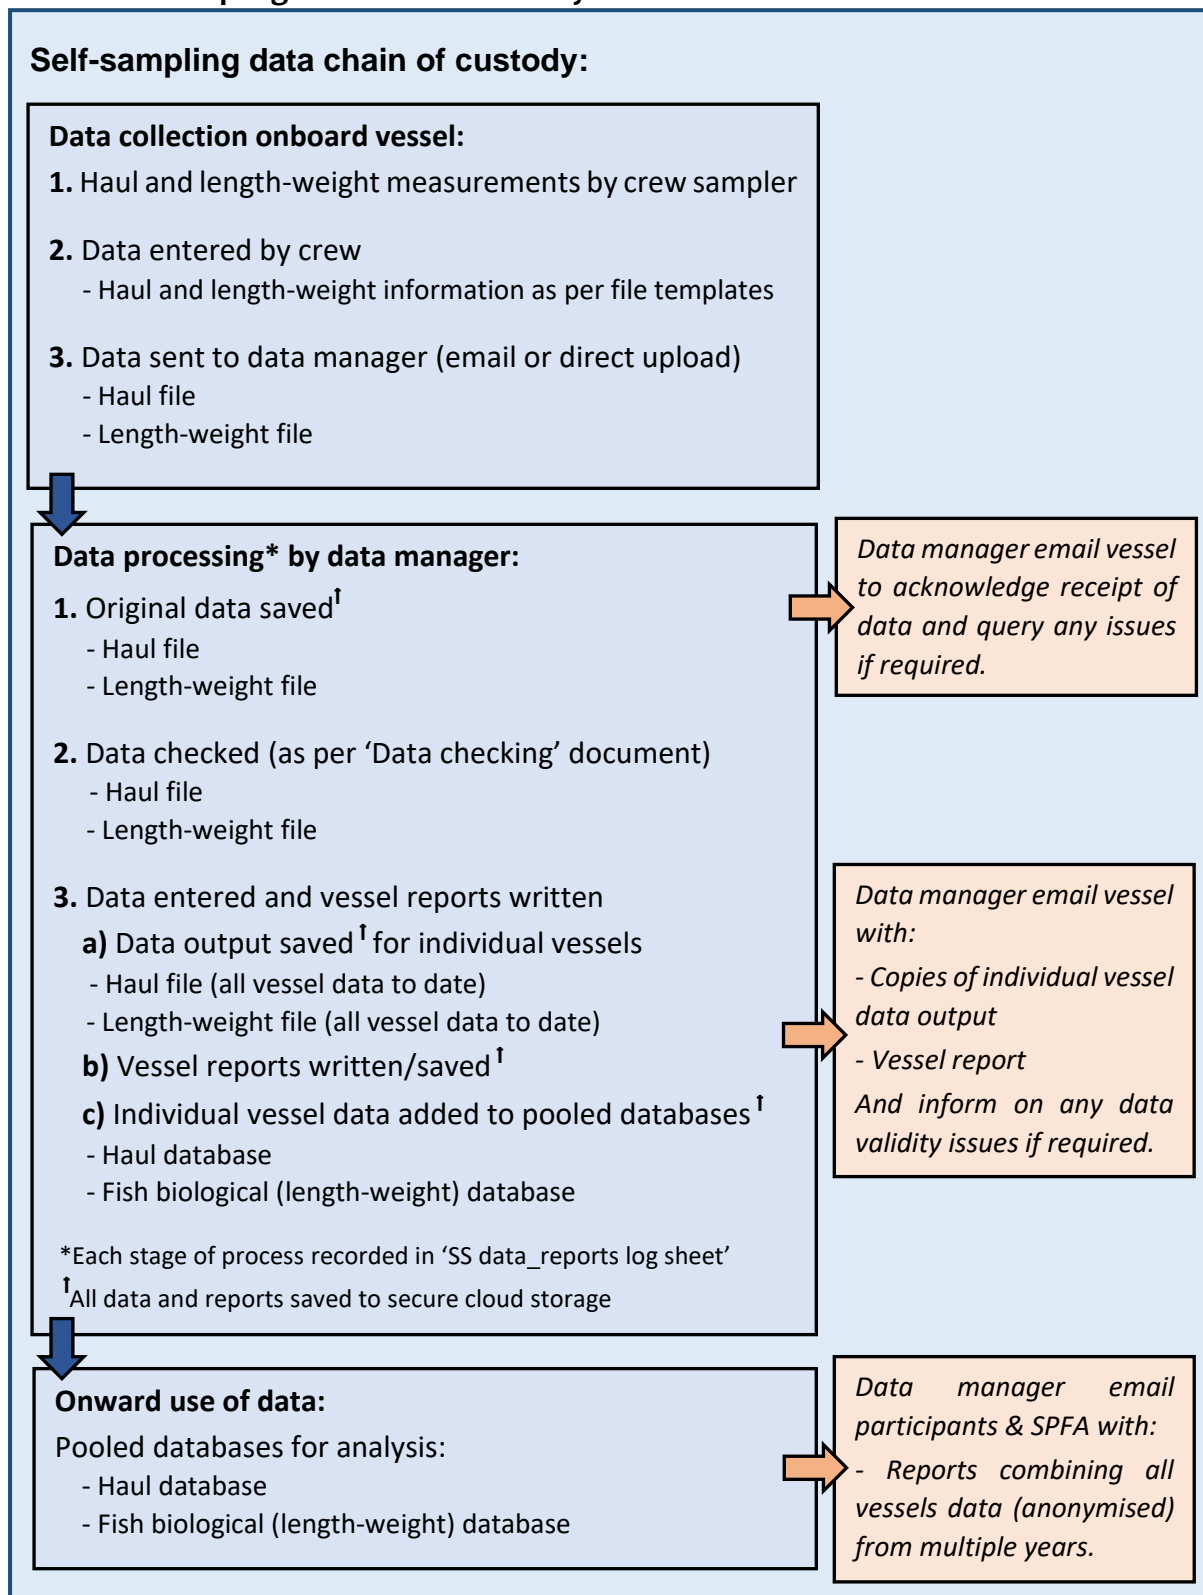 Self-sampling data chain of custody:
Data collection onboard vessel:
1. Haul and length-weight measurements by crew sampler
2. Data entered by crew
- Haul and length-weight information as per file templates
3. Data sent to data manager (email or direct upload)
- Haul file
- Length-weight file
Data processing* by data manager:
1. Original data saved†
- Haul file
- Length-weight file
2. Data checked (as per ‘Data checking’ document)
- Haul file
- Length-weight file
3. Data entered and vessel reports written
a) Data output saved† for individual vessels
- Haul file (all vessel data to date)
- Length-weight file (all vessel data to date)
b) Vessel reports written/saved†
c) Individual vessel data added to pooled databases†
- Haul database
- Fish biological (length-weight) database
*Each stage of process recorded in ‘SS data_reports log sheet’
†All data and reports saved to secure cloud storage
Data manager email vessel
to acknowledge receipt of
data and query any issues
if required.
Data manager email vessel
with:
- Copies of individual vessel
data output
- Vessel report
And inform on any data
validity issues if required.
Onward use of data:
Pooled databases for analysis:
- Haul database
- Fish biological (length-weight) database
Data manager email
participants & SPFA with:
- Reports combining all
vessels data (anonymised)
from multiple years.